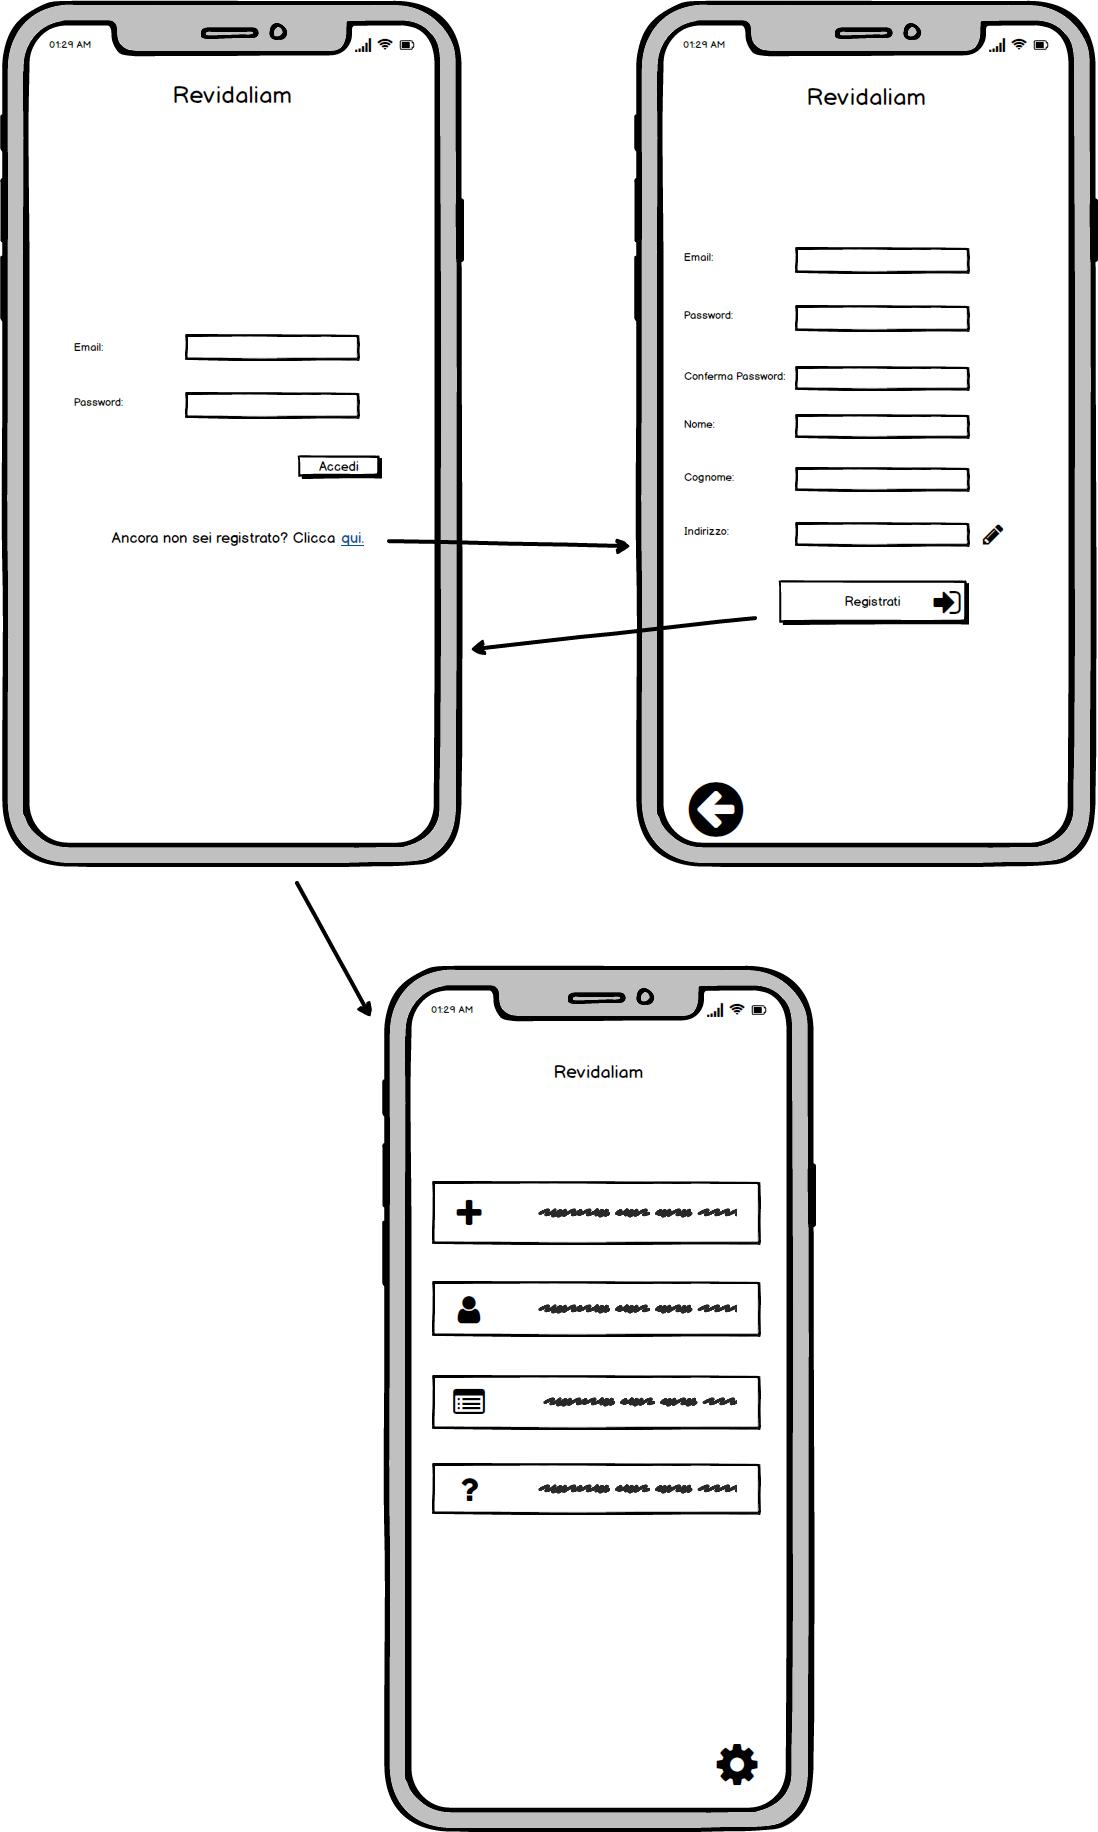 01:29 AM
Revidaliam
Email:
Password:
Accedi
Ancora non sei registrato? Clicca qui.
01:29 AM
Revidaliam
Email:
Password:
Conferma Password:
Nome:
Cognome:
Indirizzo:
Registrati
01:29 AM
Revidaliam
?